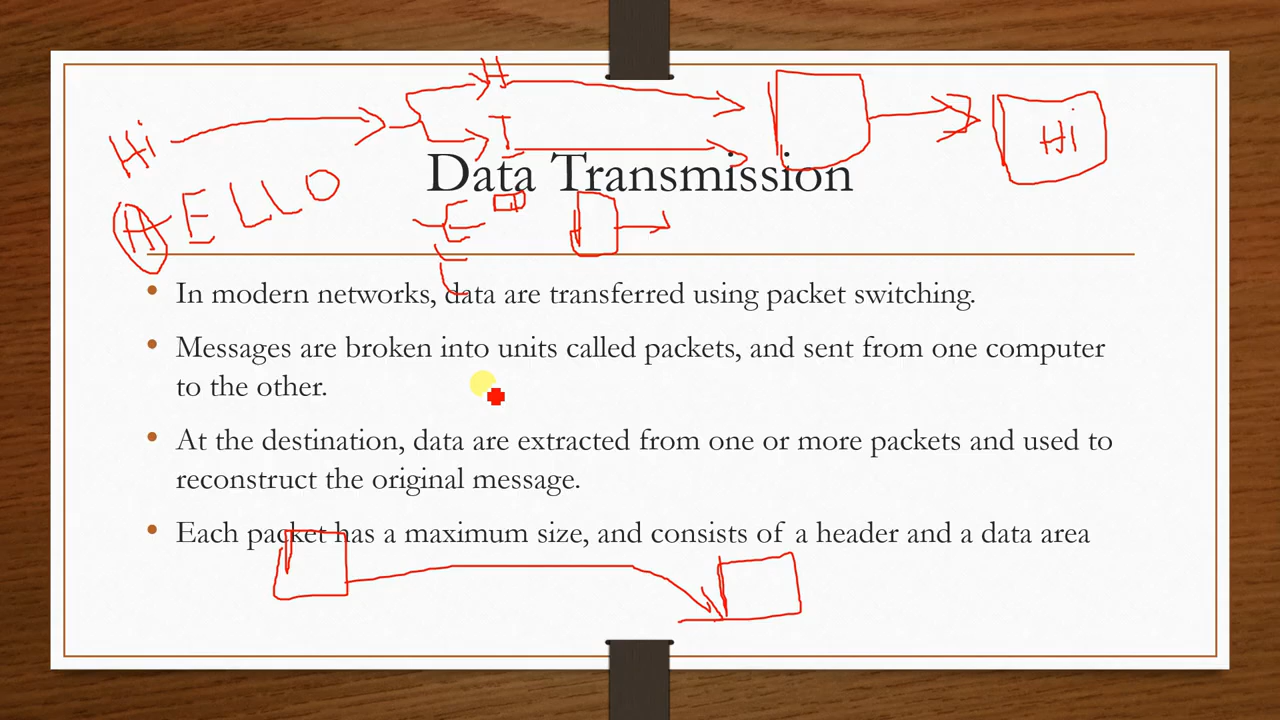 H
Hi
I
Hi
Data Transmission
HELLO
E
In modern networks, data are transferred using packet switching.
Messages are broken into units called packets, and sent from one computer
to the other.
At the destination, data are extracted from one or more packets and used to
reconstruct the original message.
Each packet has a maximum size, and consists of a header and a data area